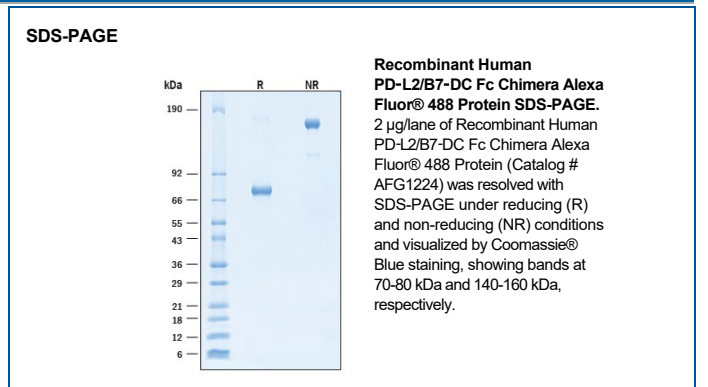 SDS-PAGE
kDa R NR
190
92
66
55
43
36
29
21
18
12
6
Recombinant Human
PD-L2/B7-DC Fc Chimera Alexa
Fluor® 488 Protein SDS-PAGE.
2 µg/lane of Recombinant Human
PD-L2/B7-DC Fc Chimera Alexa
Fluor® 488 Protein (Catalog #
AFG1224) was resolved with
SDS-PAGE under reducing (R)
and non-reducing (NR) conditions
and visualized by Coomassie®
Blue staining, showing bands at
70-80 kDa and 140-160 kDa,
respectively.